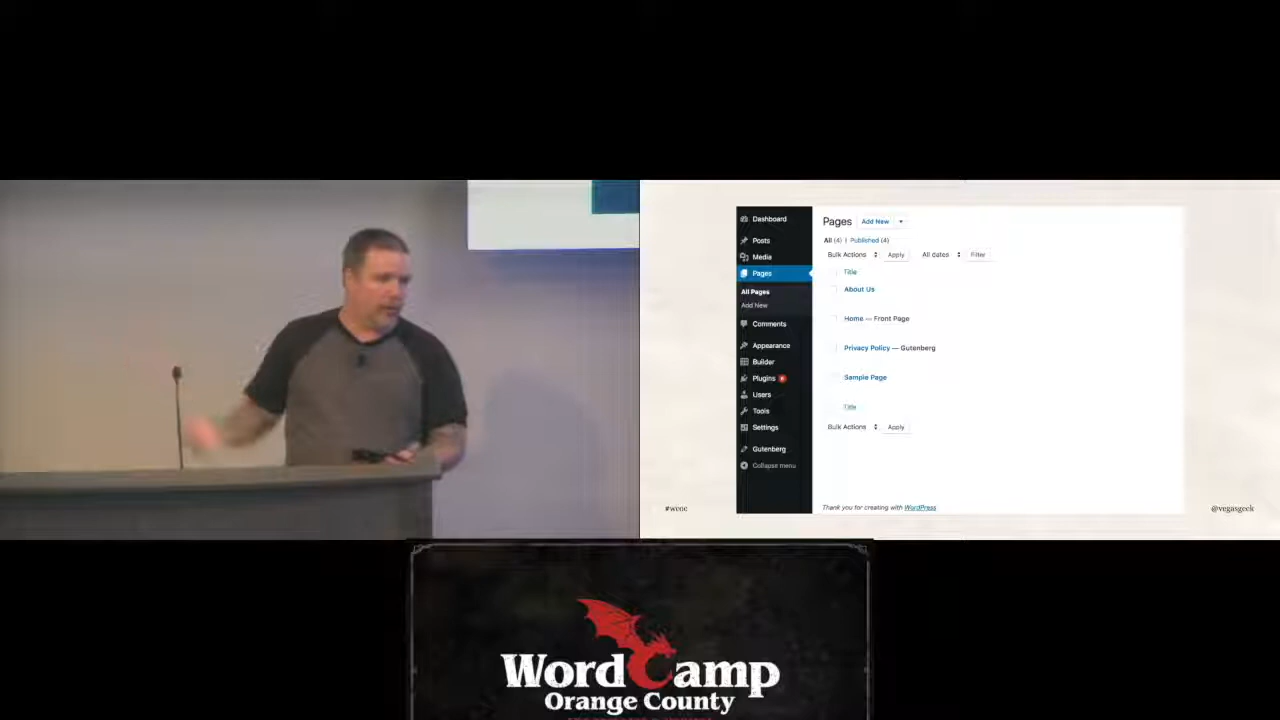 Dashboard
Posts
Media
Pages
All Pages
Add New
Comments
Appearance
Builder
Plugins 6
Users
Tools
Settings
Gutenberg
Collapse menu
Pages Add New
All (4) | Published (4)
Bulk Actions Apply All dates Filter
Title
About Us
Home — Front Page
Privacy Policy — Gutenberg
Sample Page
Title
Bulk Actions Apply
Thank you for creating with WordPress
#wcoc
@vegasgeek
WordCamp
Orange County